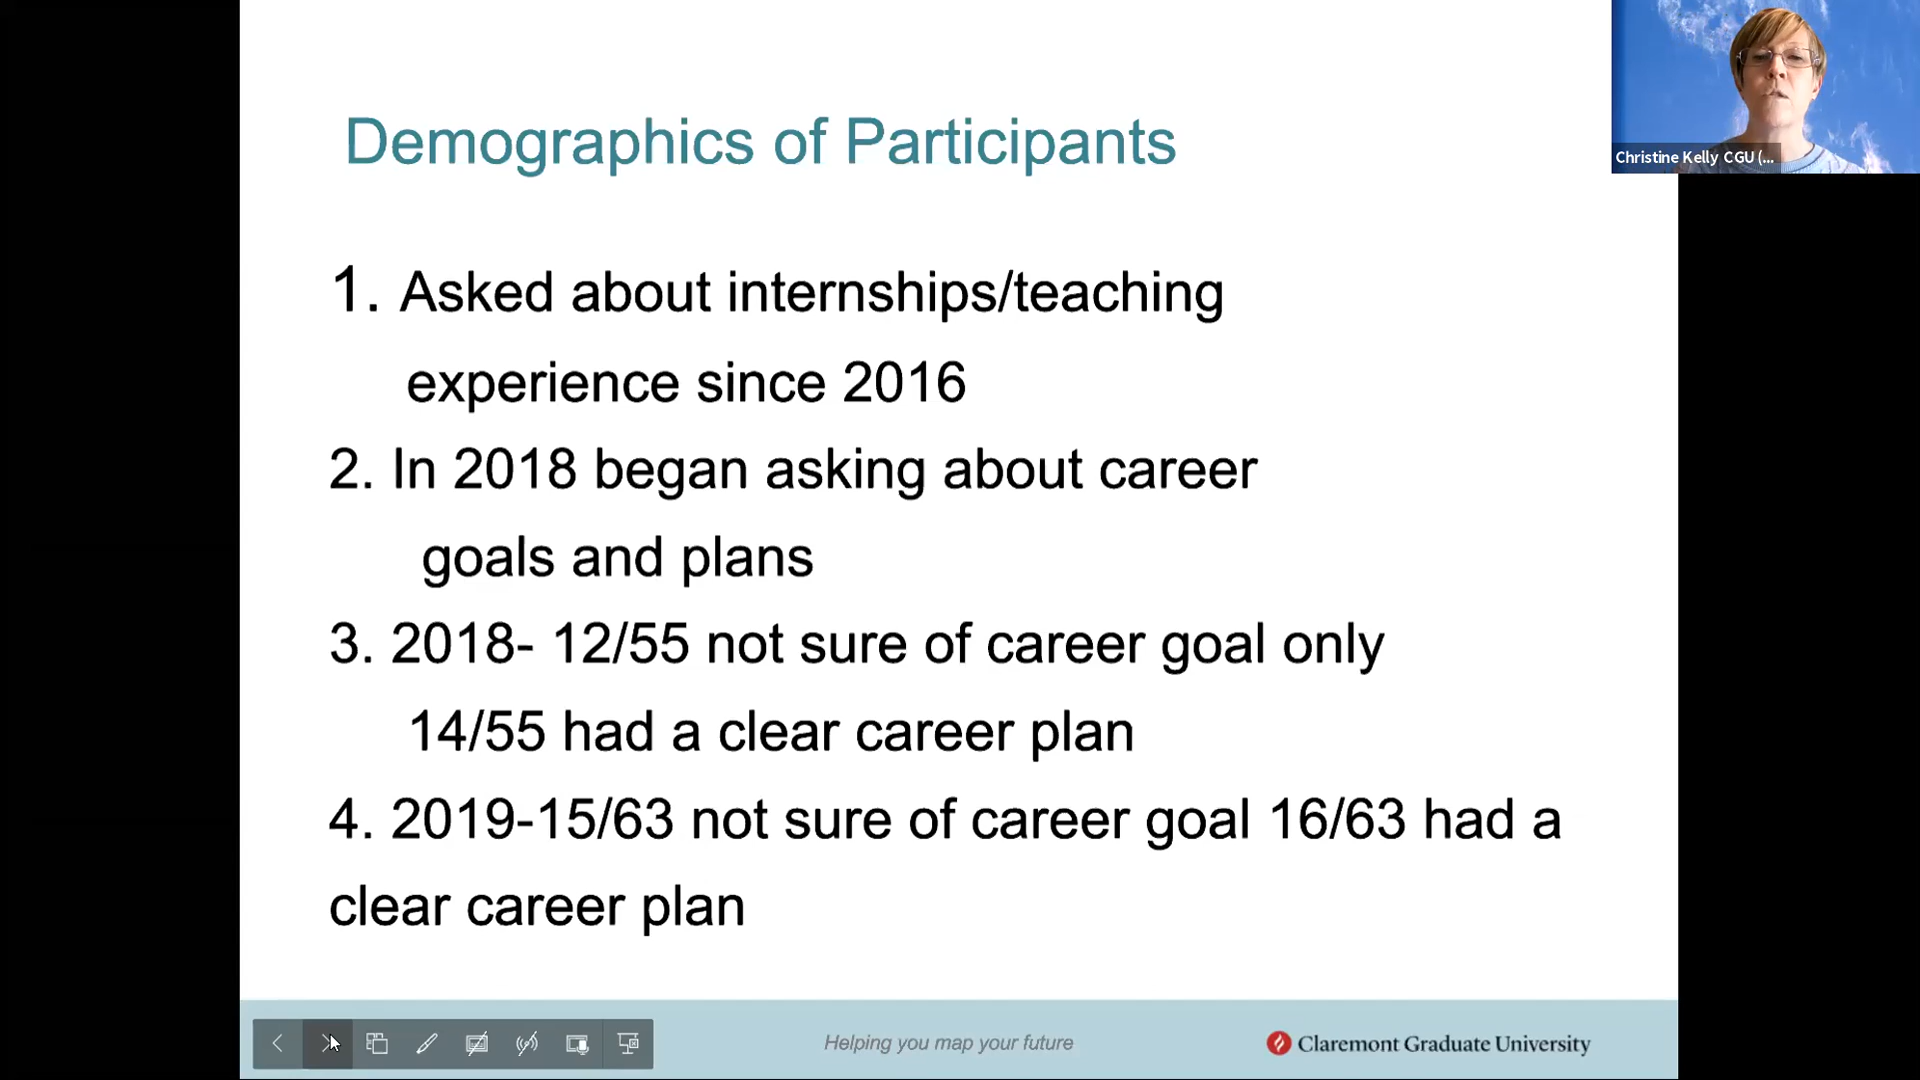 Demographics of Participants
Christine Kelly CGU (...
1. Asked about internships/teaching
experience since 2016
2. In 2018 began asking about career
goals and plans
3. 2018- 12/55 not sure of career goal only
14/55 had a clear career plan
4. 2019-15/63 not sure of career goal 16/63 had a
clear career plan
Helping you map your future
Claremont Graduate University